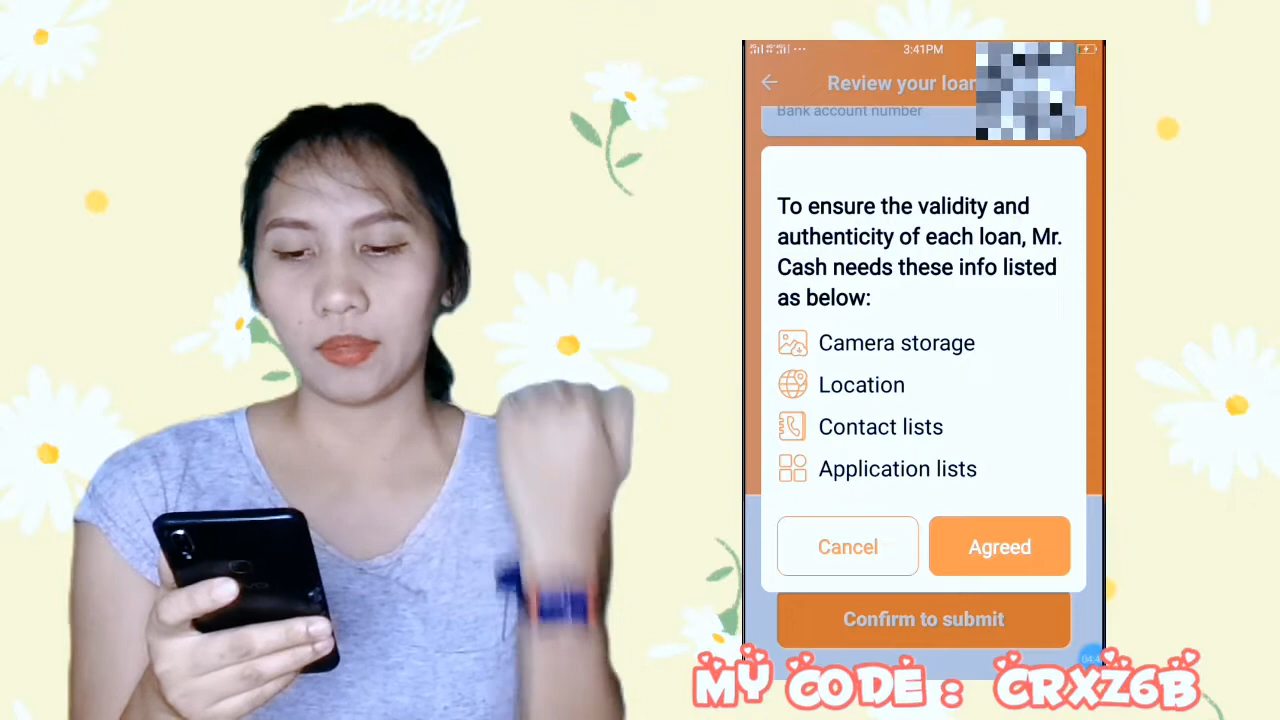 Daisy
3:41PM
Review your loan
Bank account number
To ensure the validity and
authenticity of each loan, Mr.
Cash needs these info listed
as below:
Camera storage
Location
Contact lists
Application lists
Cancel
Agreed
Confirm to submit
MY CODE : CRXZ6B